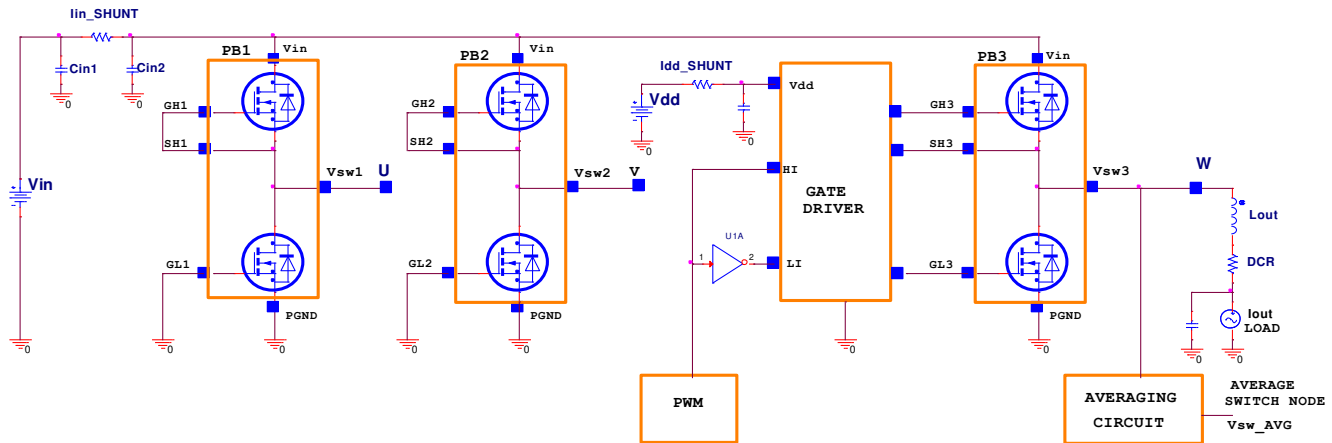 Iin_SHUNT
Cin1
Cin2
Vin
0
0
0
PB1
Vin
GH1
SH1
Vsw1
U
GL1
PGND
0
0
PB2
Vin
GH2
SH2
Vsw2
V
GL2
PGND
0
0
Idd_SHUNT
Vdd
0
0
Vdd
HI
GATE
DRIVER
LI
U1A
1
2
0
PWM
PB3
Vin
GH3
SH3
Vsw3
GL3
PGND
0
W
Lout
DCR
Iout
LOAD
0
0
AVERAGING
CIRCUIT
AVERAGE
SWITCH NODE
Vsw_AVG